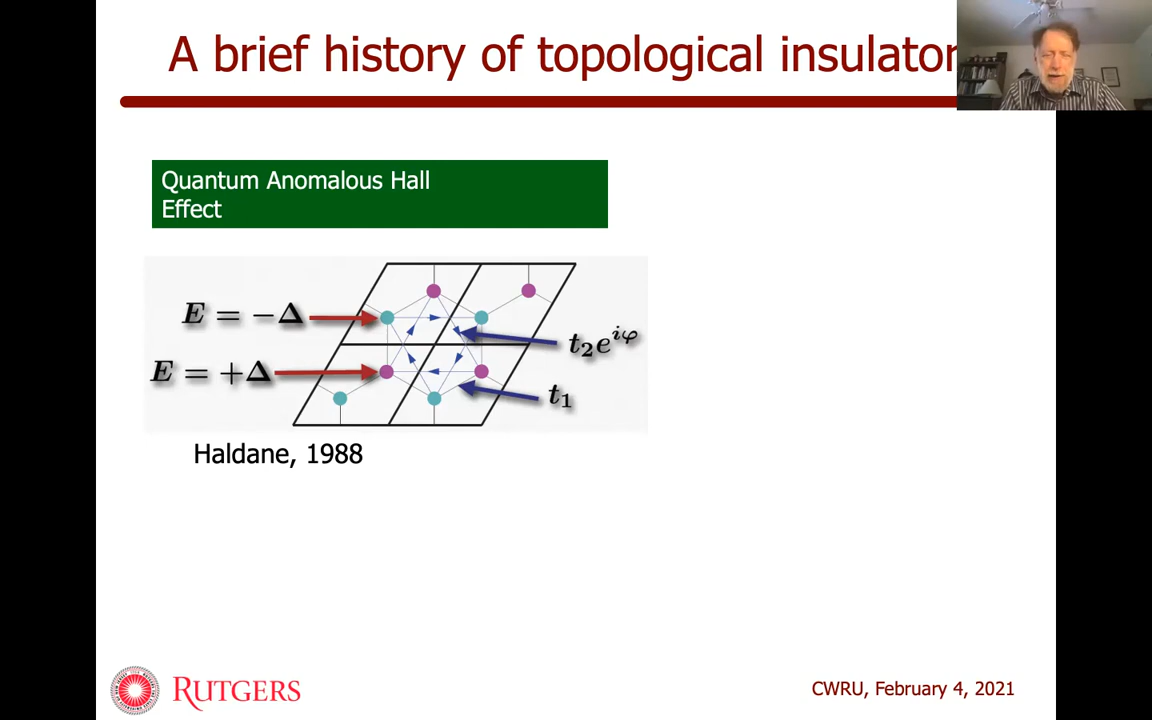 A brief history of topological insulator
Quantum Anomalous Hall
Effect
E = −Δ
E = +Δ
t₂e^{iφ}
t₁
Haldane, 1988
RUTGERS
CWRU, February 4, 2021